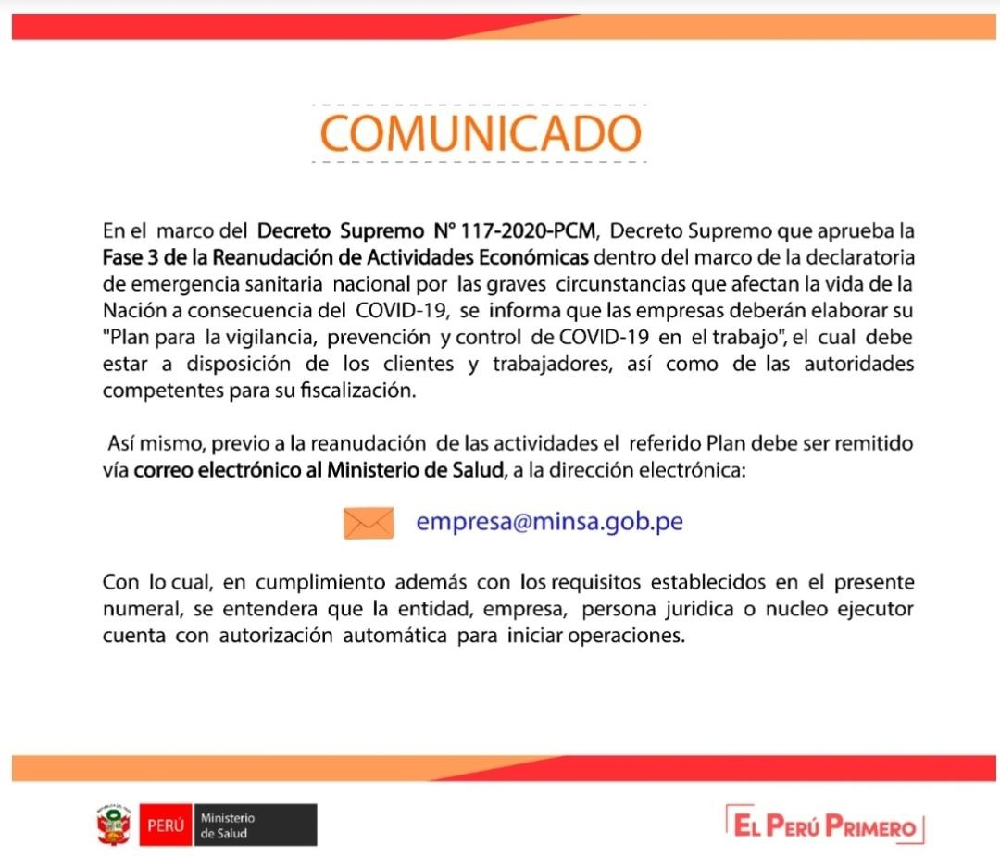 COMUNICADO
En el marco del Decreto Supremo N° 117-2020-PCM, Decreto Supremo que aprueba la
Fase 3 de la Reanudación de Actividades Económicas dentro del marco de la declaratoria
de emergencia sanitaria nacional por las graves circunstancias que afectan la vida de la
Nación a consecuencia del COVID-19, se informa que las empresas deberán elaborar su
"Plan para la vigilancia, prevención y control de COVID-19 en el trabajo", el cual debe
estar a disposición de los clientes y trabajadores, así como de las autoridades
competentes para su fiscalización.
Así mismo, previo a la reanudación de las actividades el referido Plan debe ser remitido
vía correo electrónico al Ministerio de Salud, a la dirección electrónica:
empresa@minsa.gob.pe
Con lo cual, en cumplimiento además con los requisitos establecidos en el presente
numeral, se entendera que la entidad, empresa, persona juridica o nucleo ejecutor
cuenta con autorización automática para iniciar operaciones.
PERÚ
Ministerio
de Salud
EL PERÚ PRIMERO